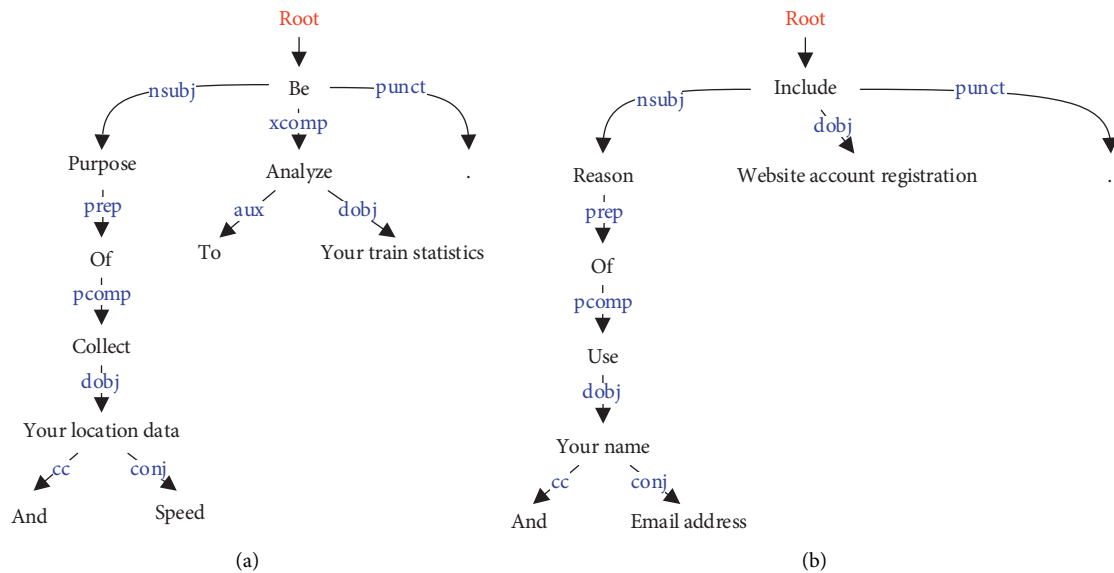 Root
Be
nsubj
xcomp
punct
Purpose
Analyze
.
prep
aux
dobj
Of
To
Your train statistics
pcomp
Collect
dobj
Your location data
cc
conj
And
Speed
(a)
Root
Include
nsubj
dobj
punct
Reason
Website account registration
.
prep
Of
pcomp
Use
dobj
Your name
cc
conj
And
Email address
(b)